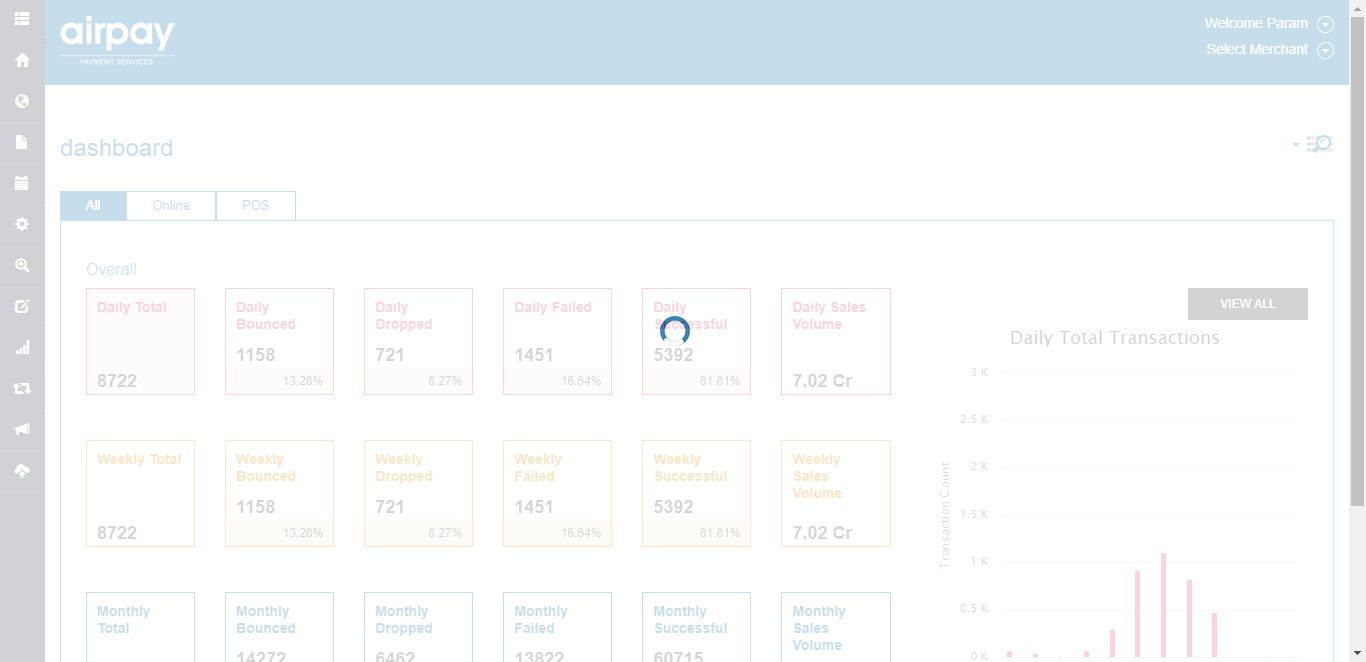 airpay
PAYMENT SERVICES
Welcome Param
Select Merchant
dashboard
All
Online
POS
Overall
Daily Total
8722
Daily
Bounced
1158
13.28%
Daily
Dropped
721
8.27%
Daily Failed
1451
16.64%
Daily
Successful
5392
61.81%
Daily Sales
Volume
7.02 Cr
VIEW ALL
Daily Total Transactions
3 K
2.5 K
2 K
1.5 K
1 K
0.5 K
0 K
Transaction Count
Weekly Total
8722
Weekly
Bounced
1158
13.28%
Weekly
Dropped
721
8.27%
Weekly
Failed
1451
16.64%
Weekly
Successful
5392
61.81%
Weekly
Sales
Volume
7.02 Cr
Monthly
Total
Monthly
Bounced
14272
Monthly
Dropped
6462
Monthly
Failed
13822
Monthly
Successful
60715
Monthly
Sales
Volume